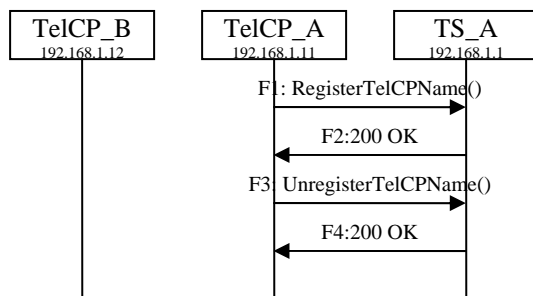 TelCP_B
192.168.1.12
TelCP_A
192.168.1.11
TS_A
192.168.1.1
F1: RegisterTelCPName()
F2:200 OK
F3: UnregisterTelCPName()
F4:200 OK